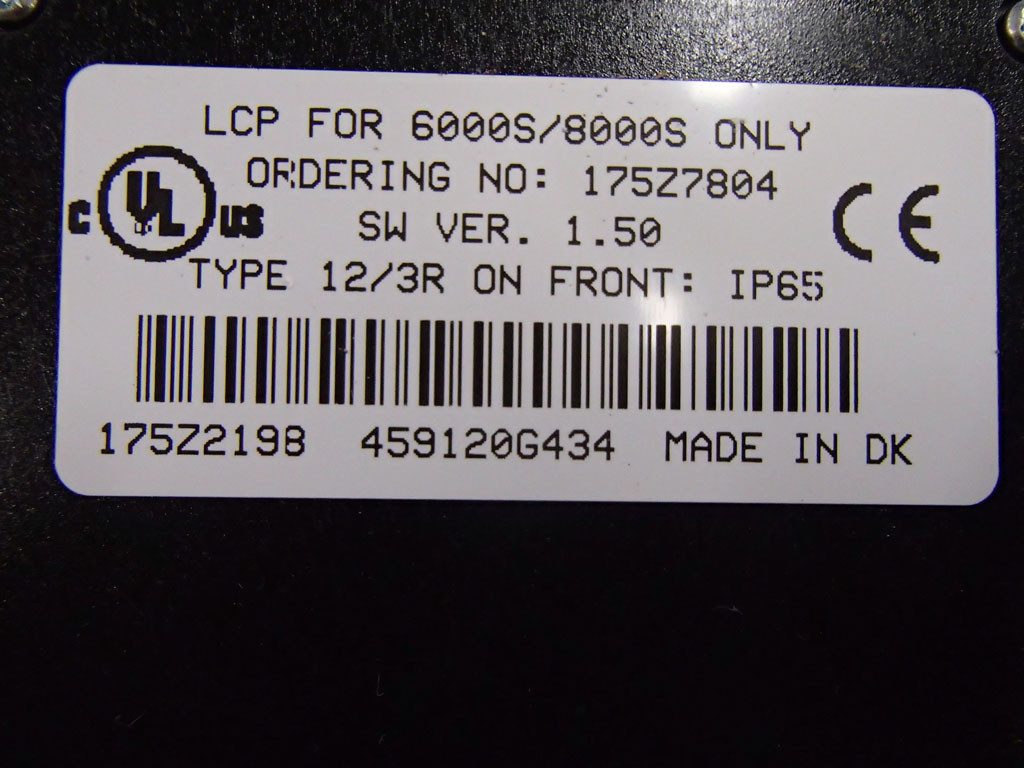 LCP FOR 6000S/8000S ONLY
ORDERING NO: 175Z7804
C UL US
CE
SW VER. 1.50
TYPE 12/3R ON FRONT: IP65
175Z2198 459120G434 MADE IN DK